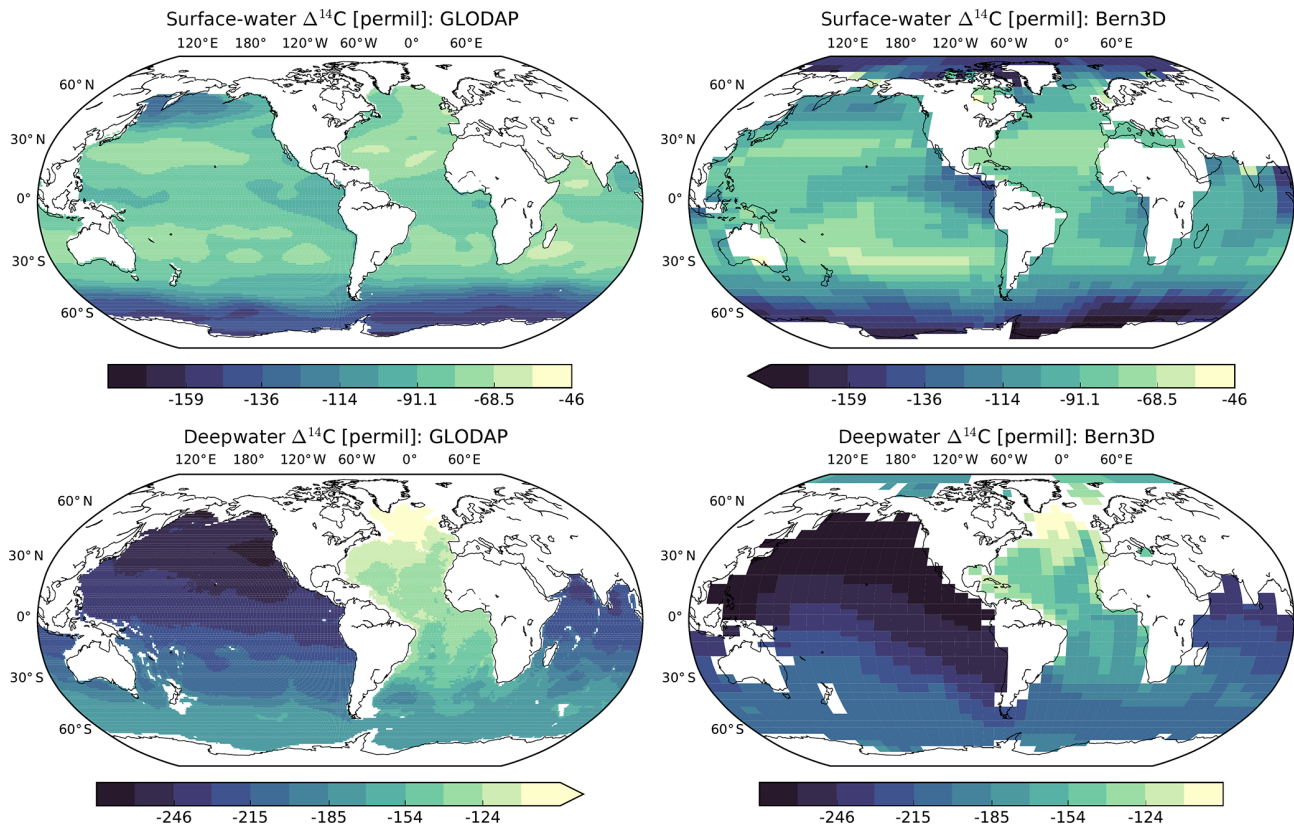 Surface-water Δ¹⁴C [permil]: GLODAP
120°E 180° 120°W 60°W 0° 60°E
60°N
30°N
0°
30°S
60°S
-159 -136 -114 -91.1 -68.5 -46
Surface-water Δ¹⁴C [permil]: Bern3D
120°E 180° 120°W 60°W 0° 60°E
60°N
30°N
0°
30°S
60°S
-159 -136 -114 -91.1 -68.5 -46
Deepwater Δ¹⁴C [permil]: GLODAP
120°E 180° 120°W 60°W 0° 60°E
60°N
30°N
0°
30°S
60°S
-246 -215 -185 -154 -124
Deepwater Δ¹⁴C [permil]: Bern3D
120°E 180° 120°W 60°W 0° 60°E
60°N
30°N
0°
30°S
60°S
-246 -215 -185 -154 -124